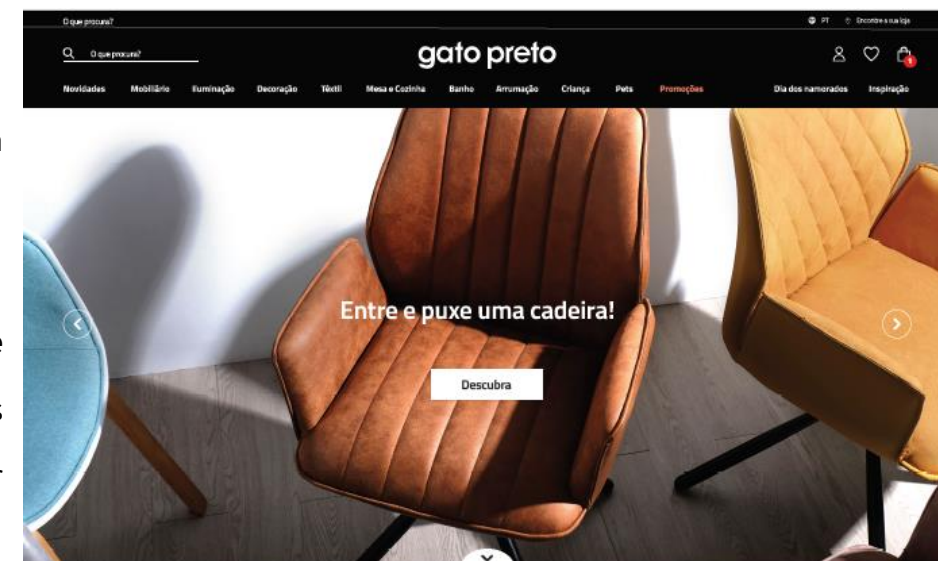 O que procura?
PT Encontre a sua loja
O que procura?
gato preto
1
Novidades Mobiliário Iluminação Decoração Têxtil Mesa e Cozinha Banho Arrumação Criança Pets Promoções Dia dos namorados Inspiração
Entre e puxe uma cadeira!
Descubra